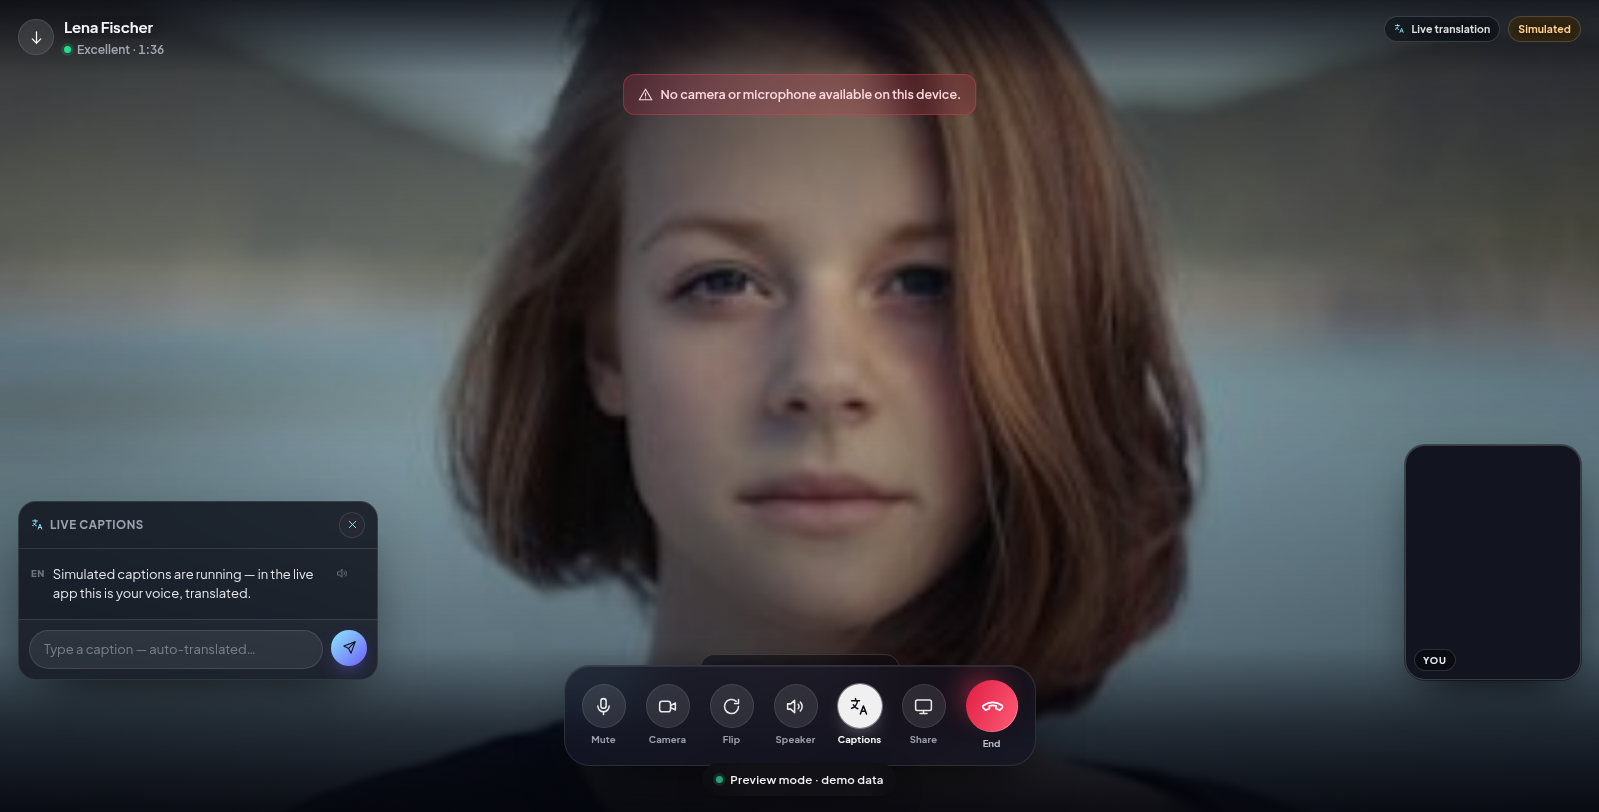 Lena Fischer
Excellent · 1:36
Live translation
Simulated
No camera or microphone available on this device.
LIVE CAPTIONS
EN Simulated captions are running — in the live
app this is your voice, translated.
Type a caption — auto-translated…
YOU
Mute
Camera
Flip
Speaker
Captions
Share
End
Preview mode · demo data